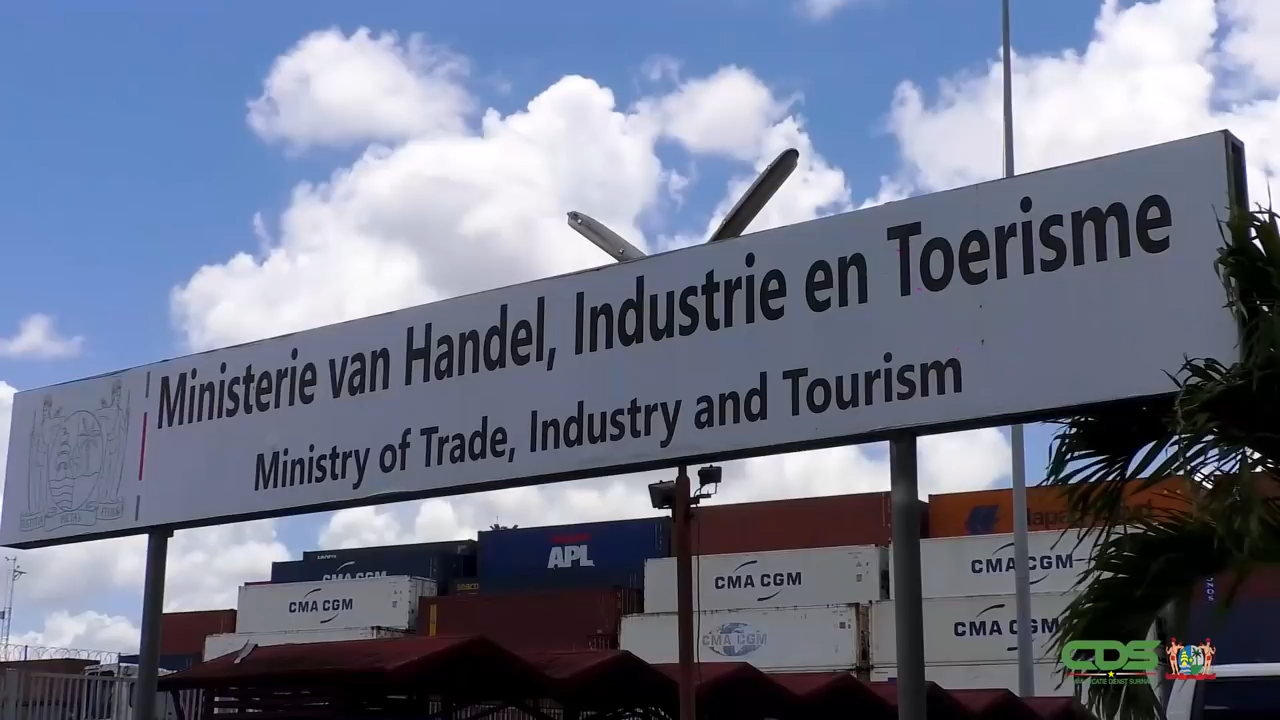 Ministerie van Handel, Industrie en Toerisme
Ministry of Trade, Industry and Tourism
APL
CMA CGM
CMA CGM
CMA CGM
CMA CGM
CMA CGM
CMA CGM
CDS